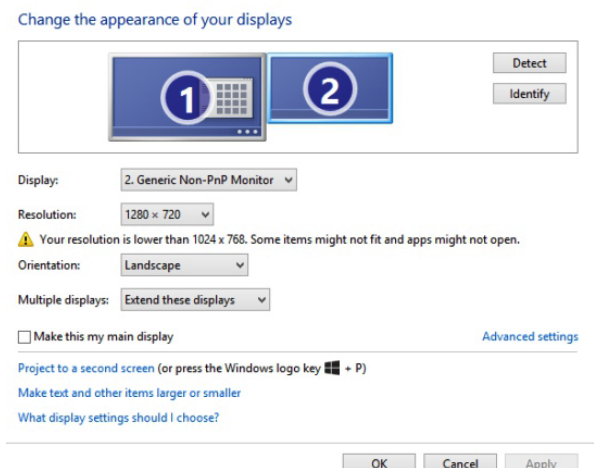 Change the appearance of your displays
1
2
Detect
Identify
Display: 2. Generic Non-PnP Monitor
Resolution: 1280 × 720
Your resolution is lower than 1024 x 768. Some items might not fit and apps might not open.
Orientation: Landscape
Multiple displays: Extend these displays
Make this my main display
Advanced settings
Project to a second screen (or press the Windows logo key + P)
Make text and other items larger or smaller
What display settings should I choose?
OK Cancel Apply